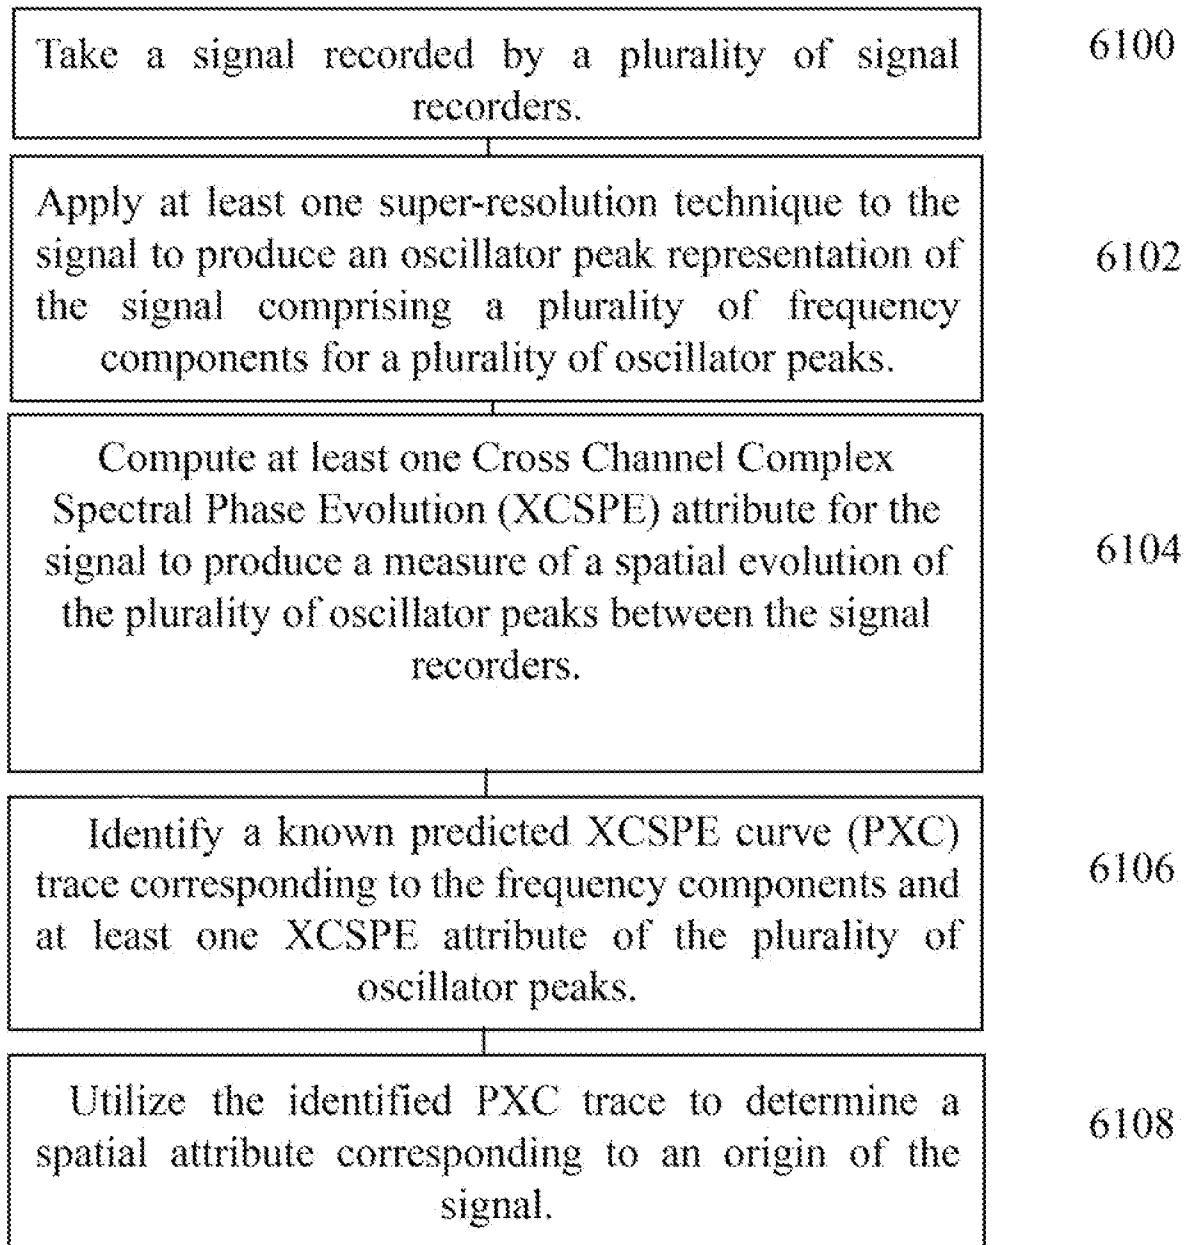 Take a signal recorded by a plurality of signal
recorders.
6100
Apply at least one super-resolution technique to the
signal to produce an oscillator peak representation of
the signal comprising a plurality of frequency
components for a plurality of oscillator peaks.
6102
Compute at least one Cross Channel Complex
Spectral Phase Evolution (XCSPE) attribute for the
signal to produce a measure of a spatial evolution of
the plurality of oscillator peaks between the signal
recorders.
6104
Identify a known predicted XCSPE curve (PXC)
trace corresponding to the frequency components and
at least one XCSPE attribute of the plurality of
oscillator peaks.
6106
Utilize the identified PXC trace to determine a
spatial attribute corresponding to an origin of the
signal.
6108